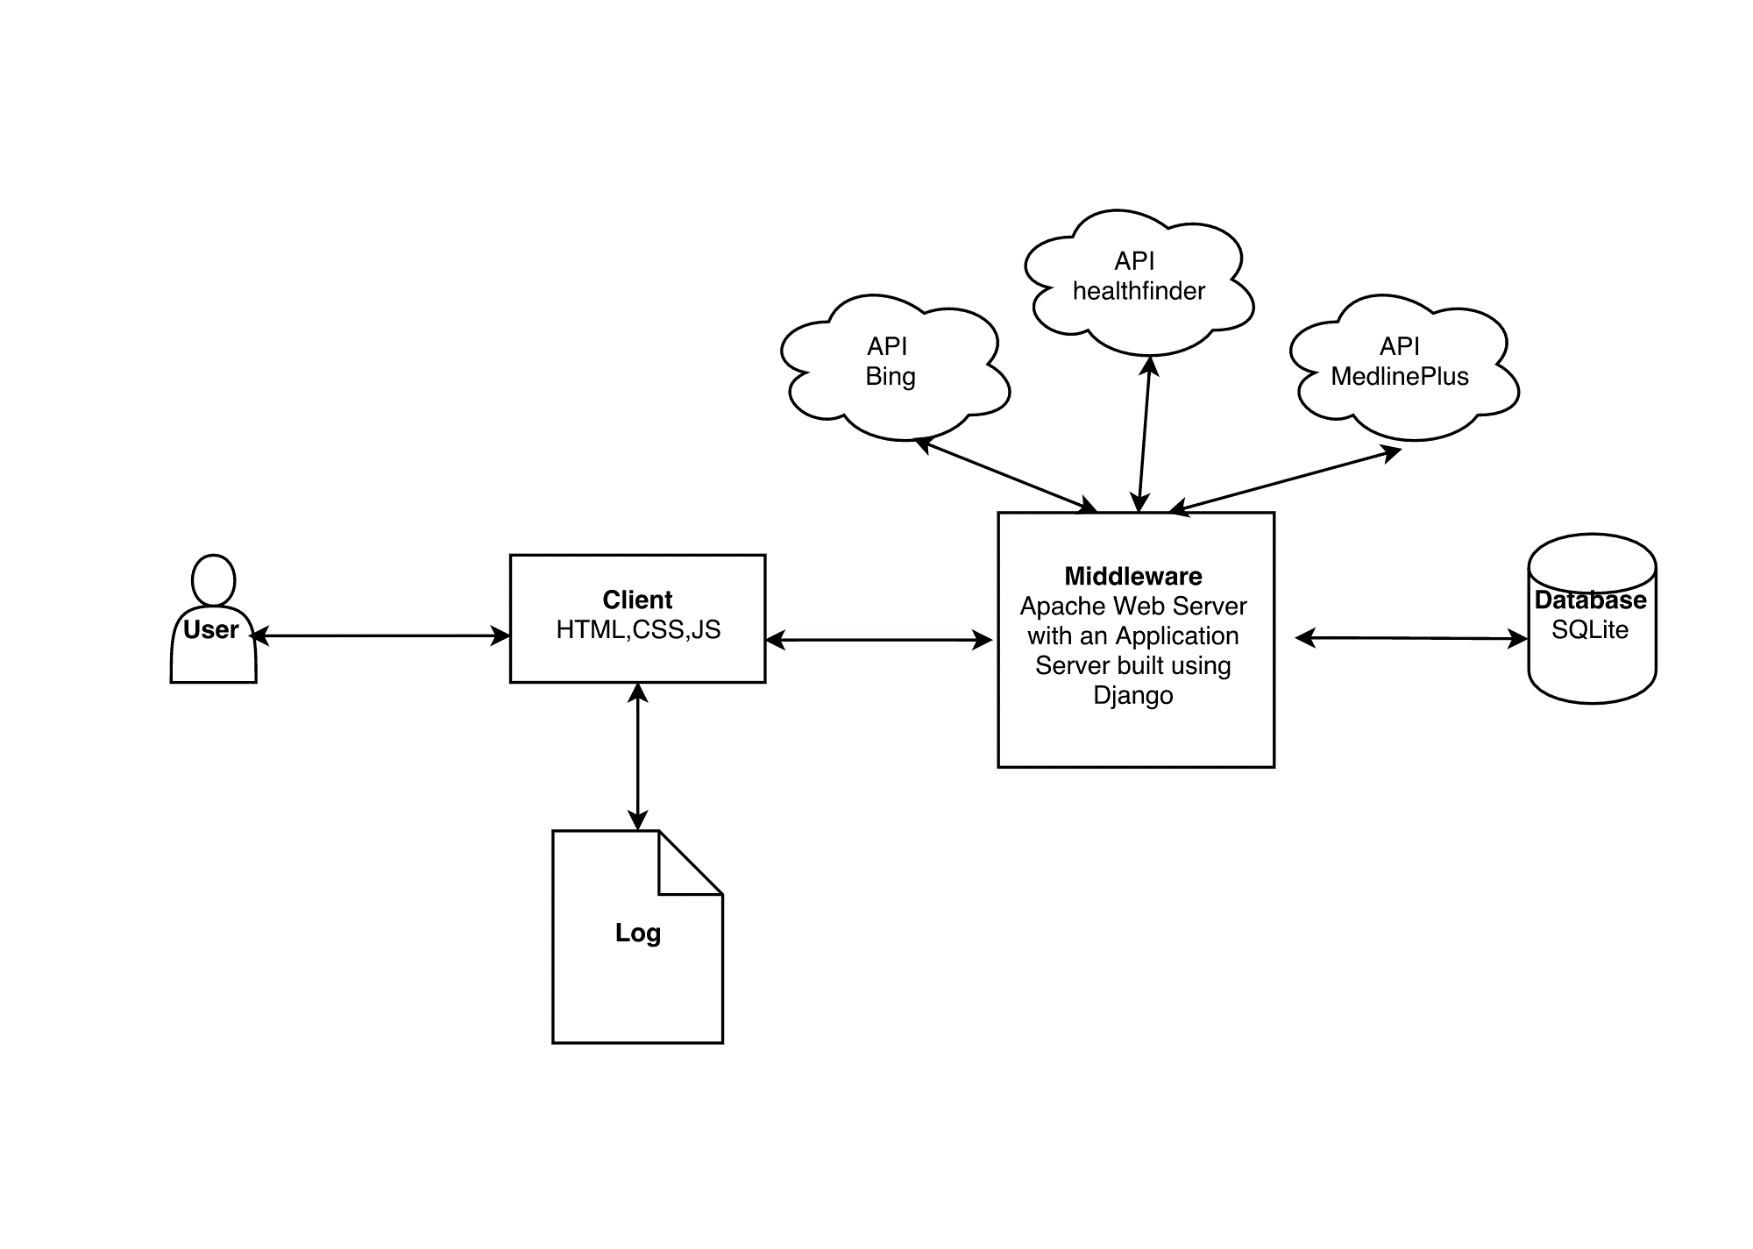 API
healthfinder
API
Bing
API
MedlinePlus
User
Client
HTML,CSS,JS
Middleware
Apache Web Server
with an Application
Server built using
Django
Database
SQLite
Log